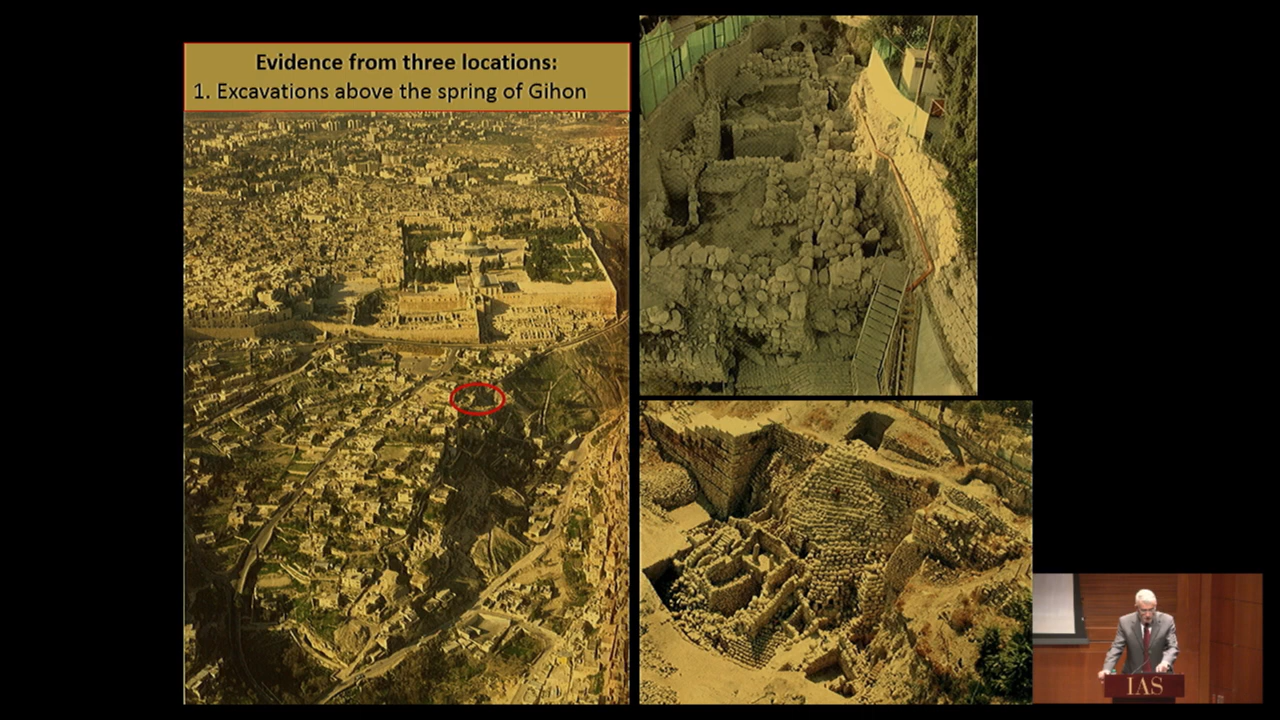 Evidence from three locations:
1. Excavations above the spring of Gihon
IAS